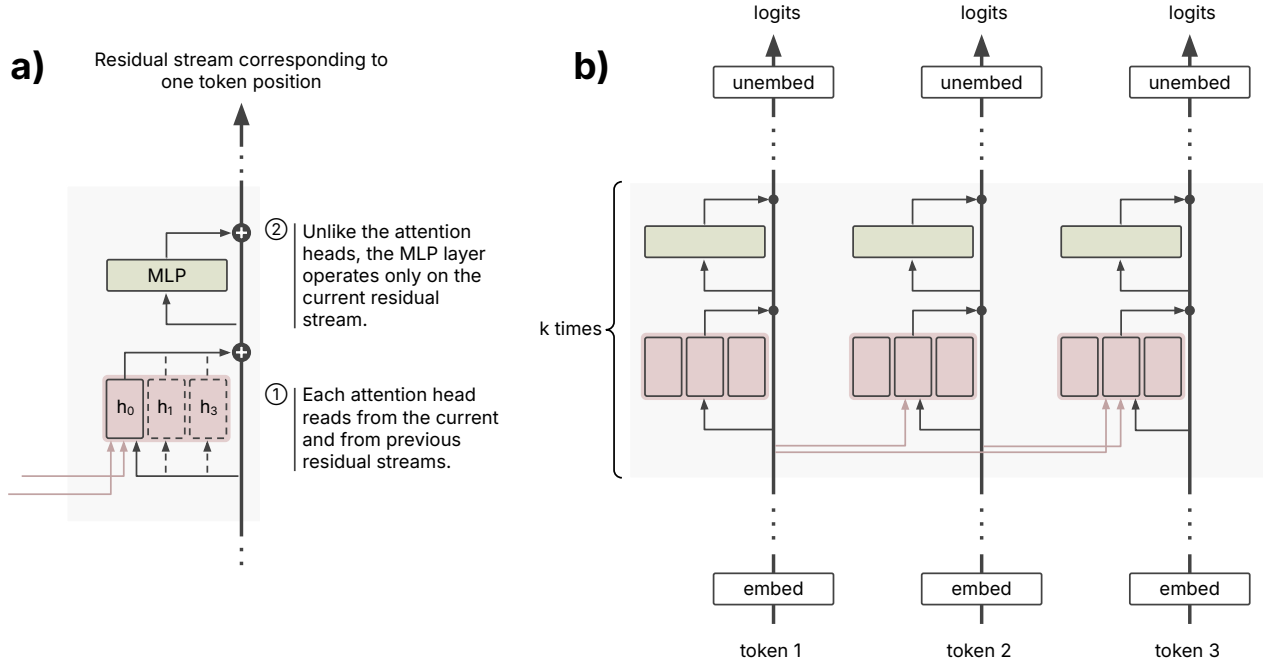 a)
Residual stream corresponding to
one token position
② Unlike the attention
heads, the MLP layer
operates only on the
current residual
stream.
MLP
① Each attention head
reads from the current
and from previous
residual streams.
h₀ h₁ h₃
b)
logits logits logits
unembed unembed unembed
k times
embed embed embed
token 1 token 2 token 3